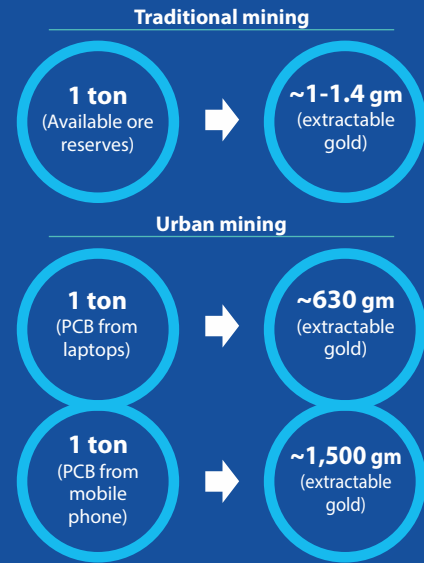 Traditional mining
1 ton
(Available ore
reserves)
~1-1.4 gm
(extractable
gold)
Urban mining
1 ton
(PCB from
laptops)
~630 gm
(extractable
gold)
1 ton
(PCB from
mobile
phone)
~1,500 gm
(extractable
gold)